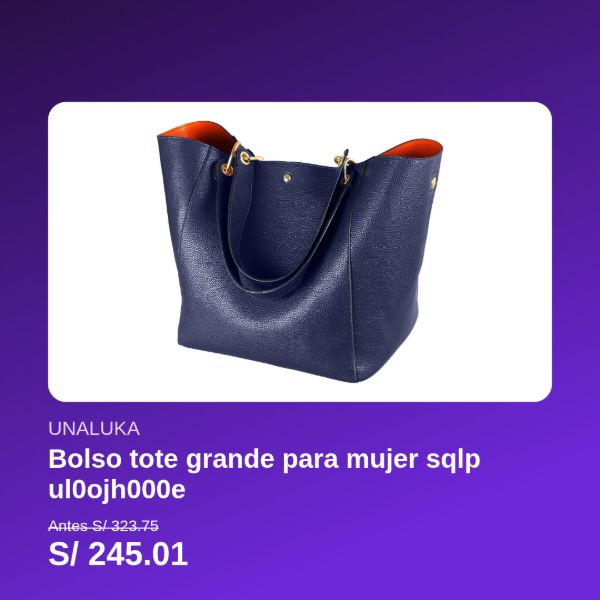 UNALUKA
Bolso tote grande para mujer sqlp
ul0ojh000e
Antes S/ 323.75
S/ 245.01